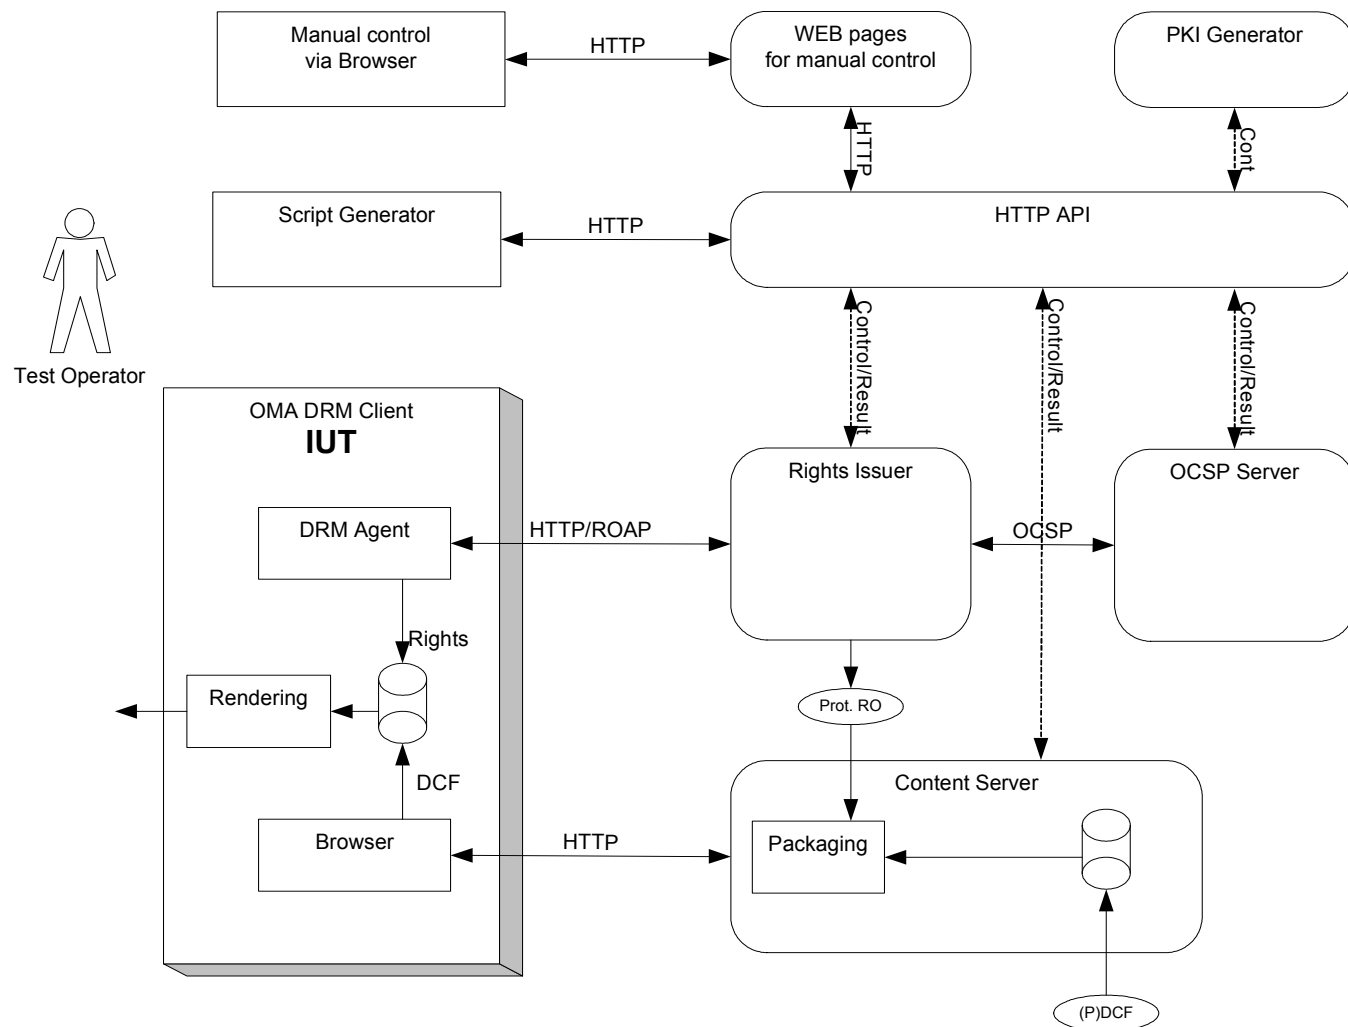 Manual control
via Browser
HTTP
WEB pages
for manual control
PKI Generator
HTTP
Cont
Script Generator
HTTP
HTTP API
Test Operator
Control/Result
Control/Result
Control/Result
OMA DRM Client
IUT
Rights Issuer
OCSP Server
DRM Agent
HTTP/ROAP
OCSP
Rights
Rendering
Prot. RO
DCF
Content Server
Browser
HTTP
Packaging
(P)DCF